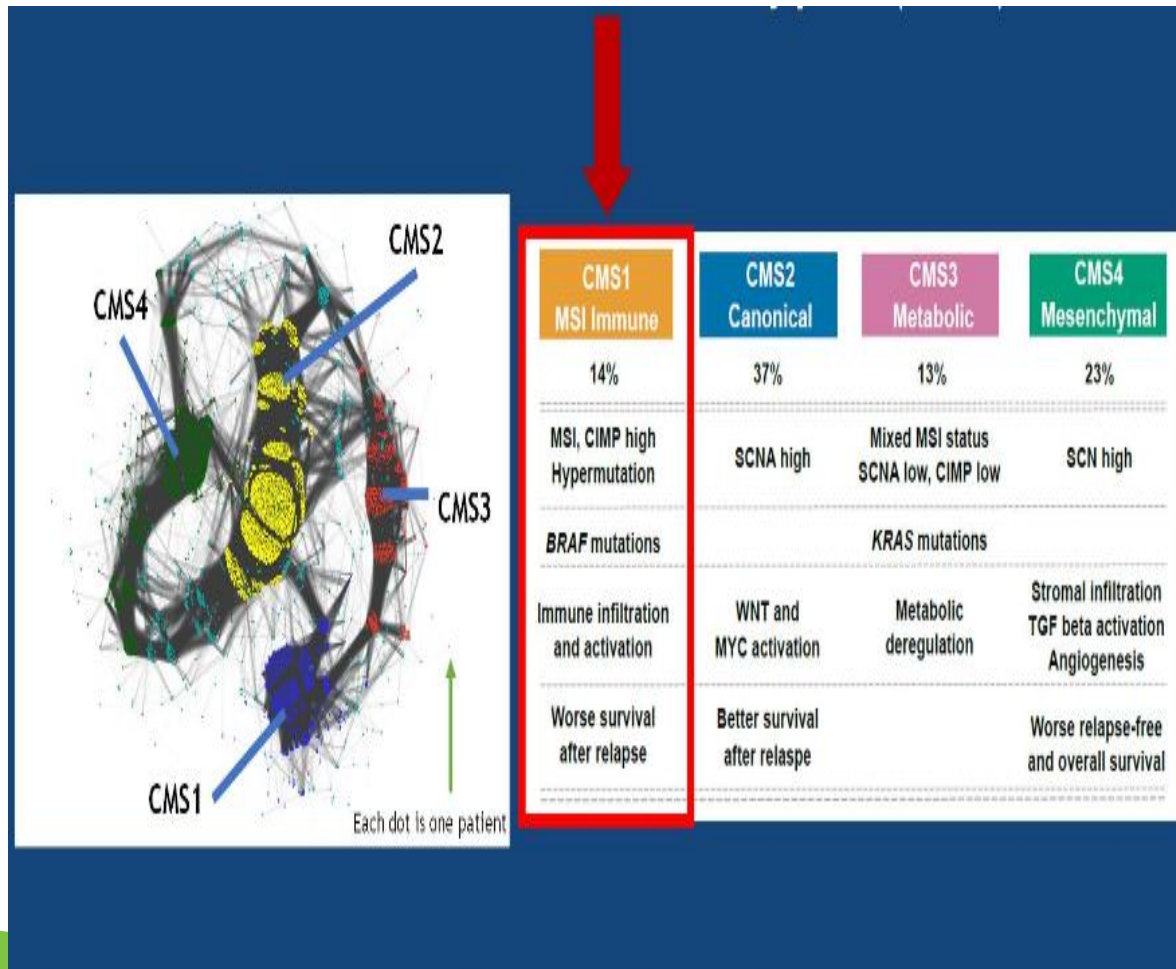 CMS2
CMS4
CMS3
CMS1
Each dot is one patient
CMS1
MSI Immune
CMS2
Canonical
CMS3
Metabolic
CMS4
Mesenchymal
14%
37%
13%
23%
MSI, CIMP high
Hypermutation
SCNA high
Mixed MSI status
SCNA low, CIMP low
SCN high
BRAF mutations
KRAS mutations
Immune infiltration
and activation
WNT and
MYC activation
Metabolic
deregulation
Stromal infiltration
TGF beta activation
Angiogenesis
Worse survival
after relapse
Better survival
after relaspe
Worse relapse-free
and overall survival